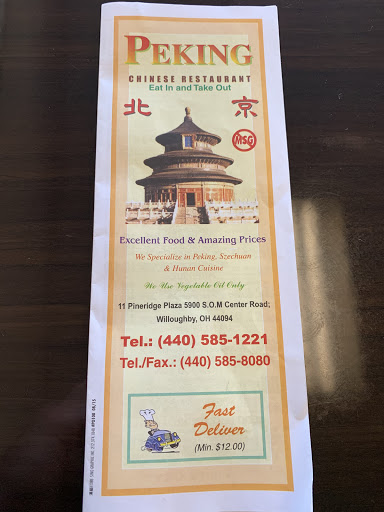 PEKING
CHINESE RESTAURANT
Eat In and Take Out
北 京
MSG
Excellent Food & Amazing Prices
We Specialize in Peking, Szechuan
& Hunan Cuisine
We Use Vegetable Oil Only
11 Pineridge Plaza 5900 S.O.M Center Road;
Willoughby, OH 44094
Tel.: (440) 585-1221
Tel./Fax.: (440) 585-8080
Fast
Deliver
(Min. $12.00)